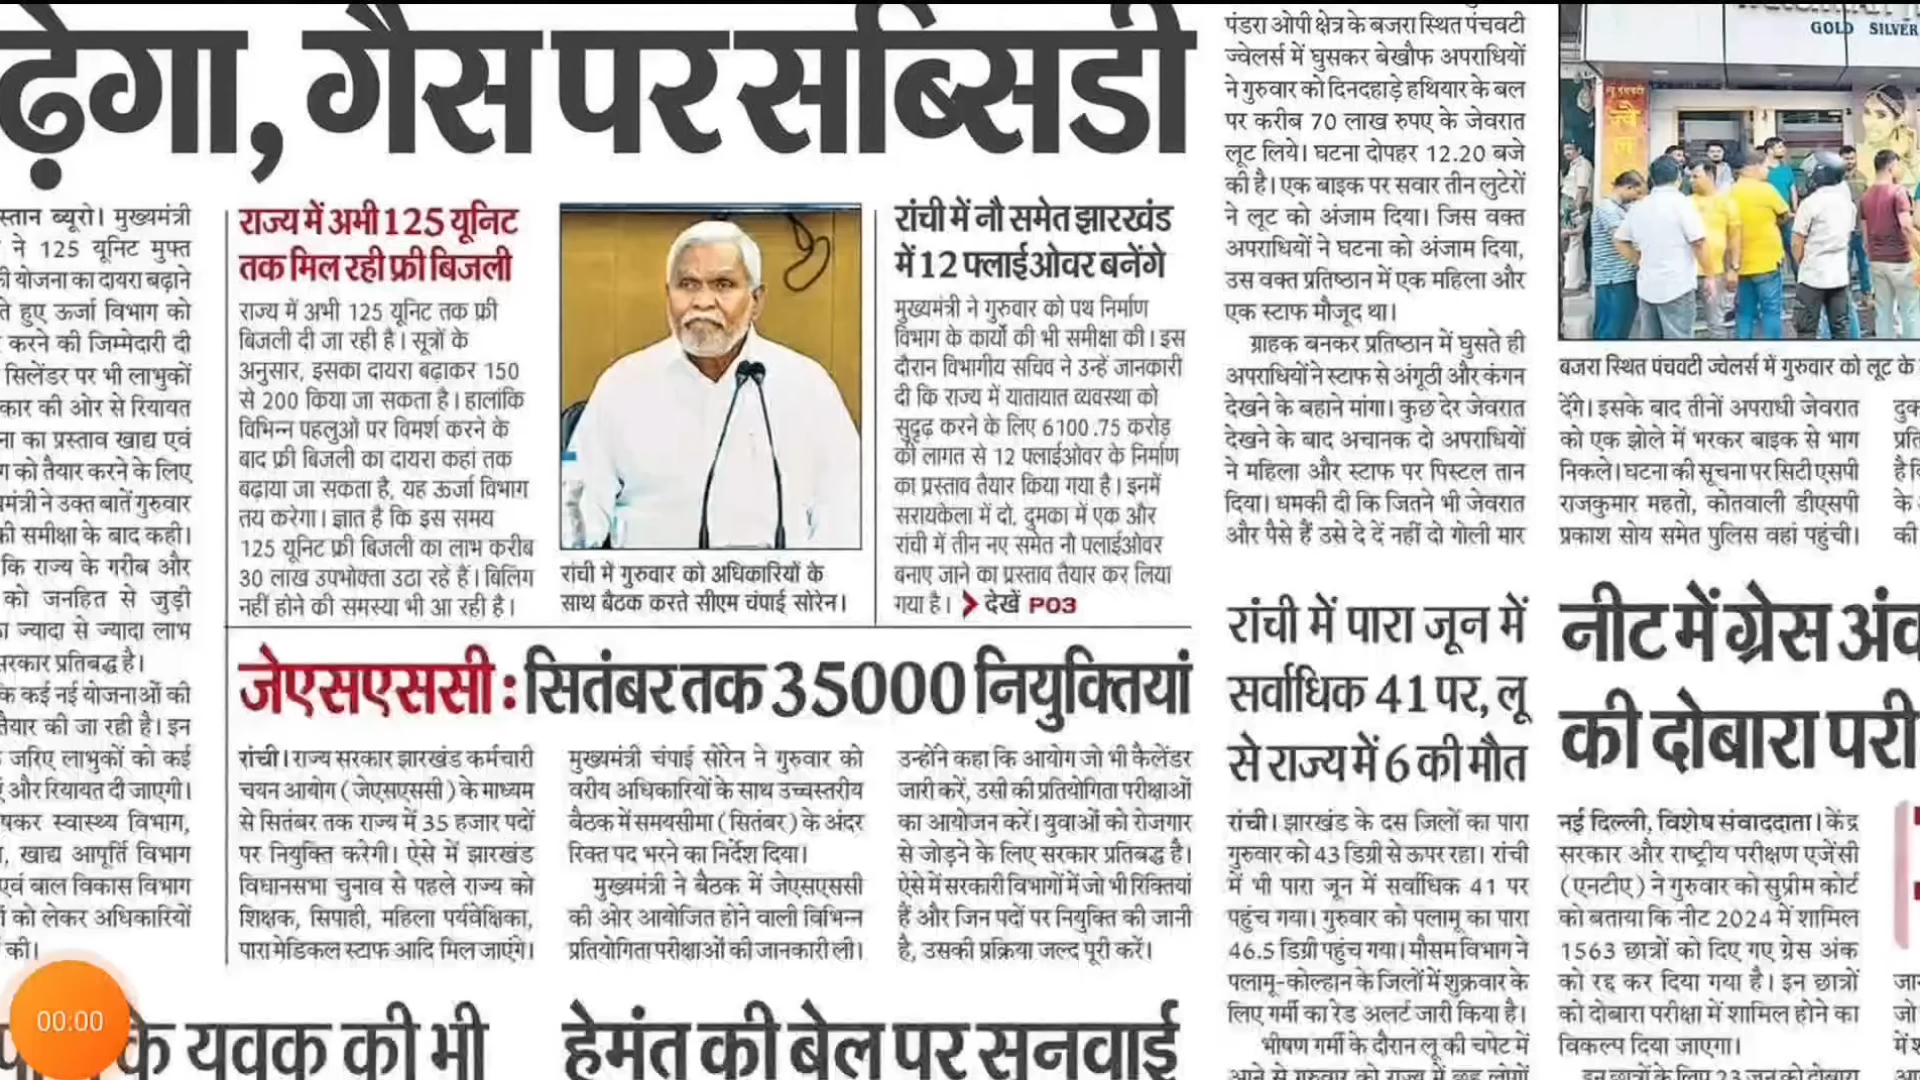 ढ़ेगा, गैस पर सब्सिडी
स्तान ब्यूरो। मुख्यमंत्री
ने 125 यूनिट मुफ्त
की योजना का दायरा बढ़ाने
ते हुए ऊर्जा विभाग को
करने की जिम्मेदारी दी
सिलेंडर पर भी लाभुकों
कार की ओर से रियायत
ना का प्रस्ताव खाद्य एवं
ग को तैयार करने के लिए
मंत्री ने उक्त बातें गुरुवार
की समीक्षा के बाद कही।
कि राज्य के गरीब और
को जनहित से जुड़ी
ज्यादा से ज्यादा लाभ
सरकार प्रतिबद्ध है।
क कई नई योजनाओं की
तैयार की जा रही है। इन
जरिए लाभुकों को कई
और रियायत दी जाएगी।
षकर स्वास्थ्य विभाग,
, खाद्य आपूर्ति विभाग
एवं बाल विकास विभाग
को लेकर अधिकारियों
की।
राज्य में अभी 125 यूनिट
तक मिल रही फ्री बिजली
राज्य में अभी 125 यूनिट तक फ्री
बिजली दी जा रही है। सूत्रों के
अनुसार, इसका दायरा बढ़ाकर 150
से 200 किया जा सकता है। हालांकि
विभिन्न पहलुओं पर विमर्श करने के
बाद फ्री बिजली का दायरा कहां तक
बढ़ाया जा सकता है, यह ऊर्जा विभाग
तय करेगा। ज्ञात है कि इस समय
125 यूनिट फ्री बिजली का लाभ करीब
30 लाख उपभोक्ता उठा रहे हैं। बिलिंग
नहीं होने की समस्या भी आ रही है।
रांची में गुरुवार को अधिकारियों के
साथ बैठक करते सीएम चंपाई सोरेन।
रांची में नौ समेत झारखंड
में 12 फ्लाईओवर बनेंगे
मुख्यमंत्री ने गुरुवार को पथ निर्माण
विभाग के कार्यों की भी समीक्षा की। इस
दौरान विभागीय सचिव ने उन्हें जानकारी
दी कि राज्य में यातायात व्यवस्था को
सुदृढ़ करने के लिए 6100.75 करोड़
की लागत से 12 फ्लाईओवर के निर्माण
का प्रस्ताव तैयार किया गया है। इनमें
सरायकेला में दो, दुमका में एक और
रांची में तीन नए समेत नौ फ्लाईओवर
बनाए जाने का प्रस्ताव तैयार कर लिया
गया है। देखें P03
जेएसएससी : सितंबर तक 35000 नियुक्तियां
रांची। राज्य सरकार झारखंड कर्मचारी
चयन आयोग (जेएसएससी) के माध्यम
से सितंबर तक राज्य में 35 हजार पदों
पर नियुक्ति करेगी। ऐसे में झारखंड
विधानसभा चुनाव से पहले राज्य को
शिक्षक, सिपाही, महिला पर्यवेक्षिका,
पारा मेडिकल स्टाफ आदि मिल जाएंगे।
मुख्यमंत्री चंपाई सोरेन ने गुरुवार को
वरीय अधिकारियों के साथ उच्चस्तरीय
बैठक में समयसीमा (सितंबर) के अंदर
रिक्त पद भरने का निर्देश दिया।
मुख्यमंत्री ने बैठक में जेएसएससी
की ओर आयोजित होने वाली विभिन्न
प्रतियोगिता परीक्षाओं की जानकारी ली।
उन्होंने कहा कि आयोग जो भी कैलेंडर
जारी करें, उसी की प्रतियोगिता परीक्षाओं
का आयोजन करें। युवाओं को रोजगार
से जोड़ने के लिए सरकार प्रतिबद्ध है।
ऐसे में सरकारी विभागों में जो भी रिक्तियां
हैं और जिन पदों पर नियुक्ति की जानी
है, उसकी प्रक्रिया जल्द पूरी करें।
के युवक की भी
हेमंत की बेल पर सुनवाई
00:00
पंडरा ओपी क्षेत्र के बजरा स्थित पंचवटी
ज्वेलर्स में घुसकर बेखौफ अपराधियों
ने गुरुवार को दिनदहाड़े हथियार के बल
पर करीब 70 लाख रुपए के जेवरात
लूट लिये। घटना दोपहर 12.20 बजे
की है। एक बाइक पर सवार तीन लुटेरों
ने लूट को अंजाम दिया। जिस वक्त
अपराधियों ने घटना को अंजाम दिया,
उस वक्त प्रतिष्ठान में एक महिला और
एक स्टाफ मौजूद था।
ग्राहक बनकर प्रतिष्ठान में घुसते ही
अपराधियों ने स्टाफ से अंगूठी और कंगन
देखने के बहाने मांगा। कुछ देर जेवरात
देखने के बाद अचानक दो अपराधियों
ने महिला और स्टाफ पर पिस्टल तान
दिया। धमकी दी कि जितने भी जेवरात
और पैसे हैं उसे दे दें नहीं दो गोली मार
GOLD SILVER
बजरा स्थित पंचवटी ज्वेलर्स में गुरुवार को लूट के
देंगे। इसके बाद तीनों अपराधी जेवरात
को एक झोले में भरकर बाइक से भाग
निकले। घटना की सूचना पर सिटी एसपी
राजकुमार महतो, कोतवाली डीएसपी
प्रकाश सोय समेत पुलिस वहां पहुंची।
रांची में पारा जून में
सर्वाधिक 41 पर, लू
से राज्य में 6 की मौत
रांची। झारखंड के दस जिलों का पारा
गुरुवार को 43 डिग्री से ऊपर रहा। रांची
में भी पारा जून में सर्वाधिक 41 पर
पहुंच गया। गुरुवार को पलामू का पारा
46.5 डिग्री पहुंच गया। मौसम विभाग ने
पलामू-कोल्हान के जिलों में शुक्रवार के
लिए गर्मी का रेड अलर्ट जारी किया है।
भीषण गर्मी के दौरान लू की चपेट में
आने से गुरुवार को राज्य में छह लोगों
नीट में ग्रेस अंक
की दोबारा परी
नई दिल्ली, विशेष संवाददाता। केंद्र
सरकार और राष्ट्रीय परीक्षण एजेंसी
(एनटीए) ने गुरुवार को सुप्रीम कोर्ट
को बताया कि नीट 2024 में शामिल
1563 छात्रों को दिए गए ग्रेस अंक
को रद्द कर दिया गया है। इन छात्रों
को दोबारा परीक्षा में शामिल होने का
विकल्प दिया जाएगा।
इन छात्रों के लिए 23 जून को दोबारा